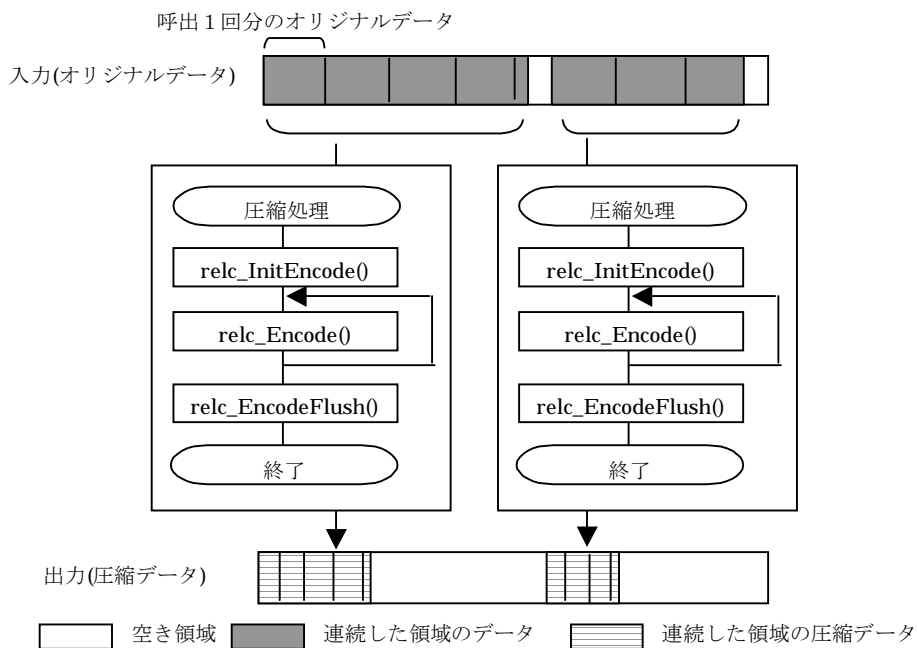 呼出１回分のオリジナルデータ
入力(オリジナルデータ)
圧縮処理
relc_InitEncode()
relc_Encode()
relc_EncodeFlush()
終了
圧縮処理
relc_InitEncode()
relc_Encode()
relc_EncodeFlush()
終了
出力(圧縮データ)
空き領域
連続した領域のデータ
連続した領域の圧縮データ